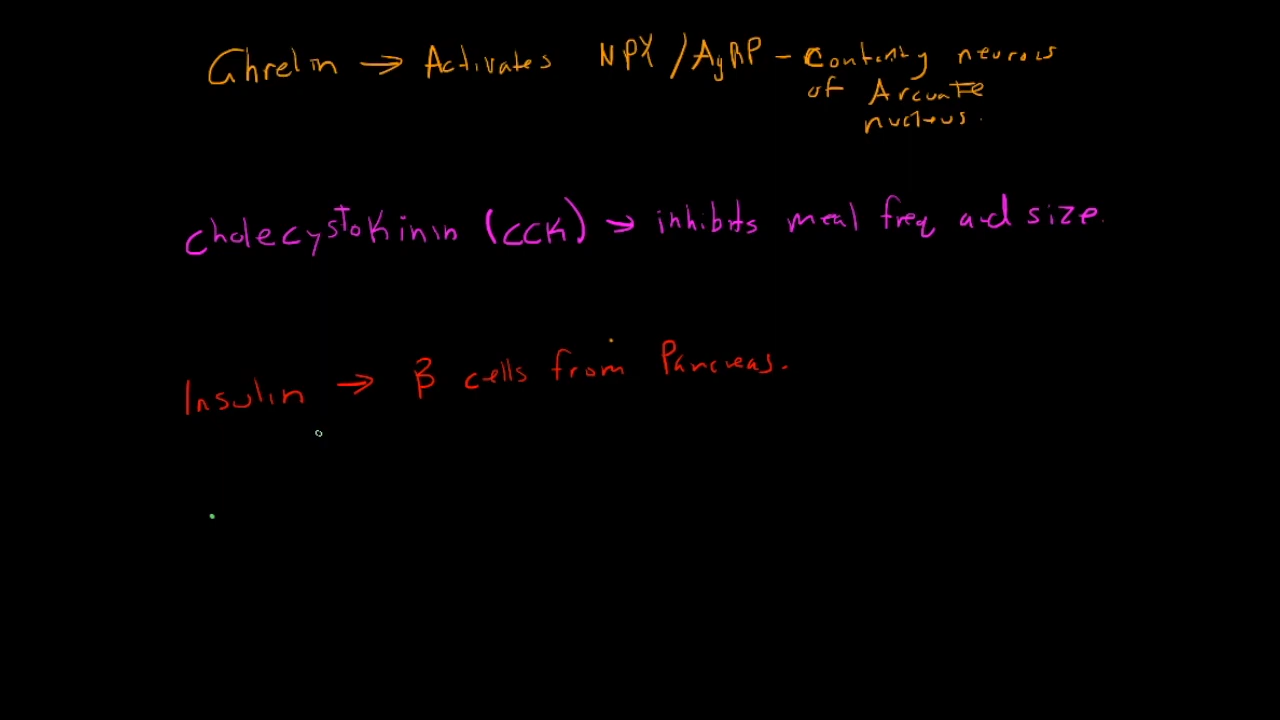 Ghrelin → Activates NPY/AgRP - Containing neurons
of Arcuate
nucleus.
Cholecystokinin (CCK) → inhibits meal freq and size.
Insulin → β cells from Pancreas.